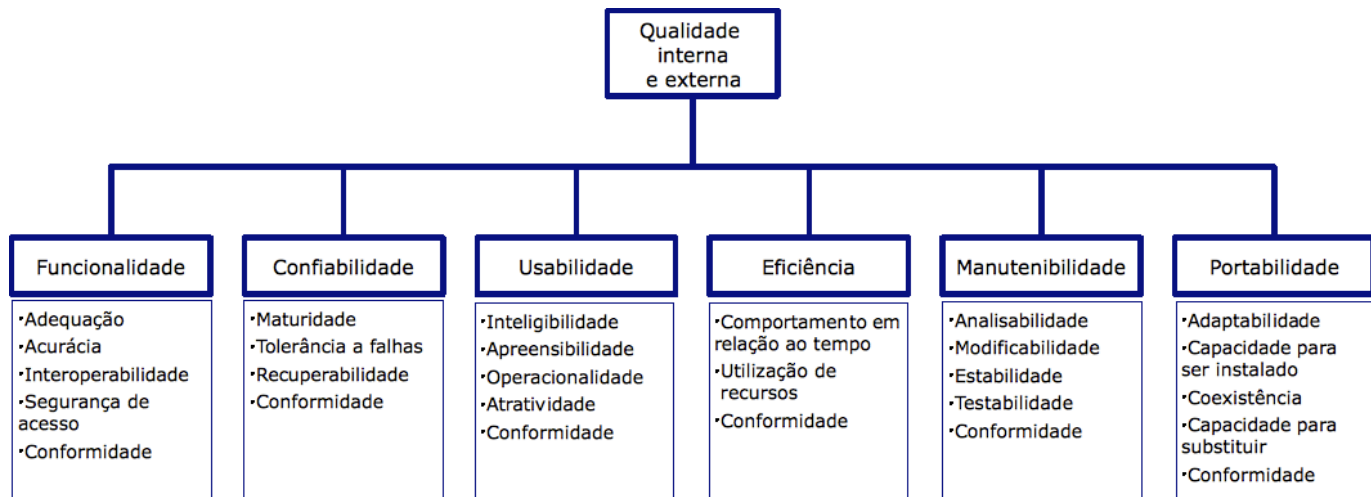 Qualidade
interna
e externa
Funcionalidade
·Adequação
·Acurácia
·Interoperabilidade
·Segurança de
acesso
·Conformidade
Confiabilidade
·Maturidade
·Tolerância a falhas
·Recuperabilidade
·Conformidade
Usabilidade
·Inteligibilidade
·Apreensibilidade
·Operacionalidade
·Atratividade
·Conformidade
Eficiência
·Comportamento em
relação ao tempo
·Utilização de
recursos
·Conformidade
Manutenibilidade
·Analisabilidade
·Modificabilidade
·Estabilidade
·Testabilidade
·Conformidade
Portabilidade
·Adaptabilidade
·Capacidade para
ser instalado
·Coexistência
·Capacidade para
substituir
·Conformidade